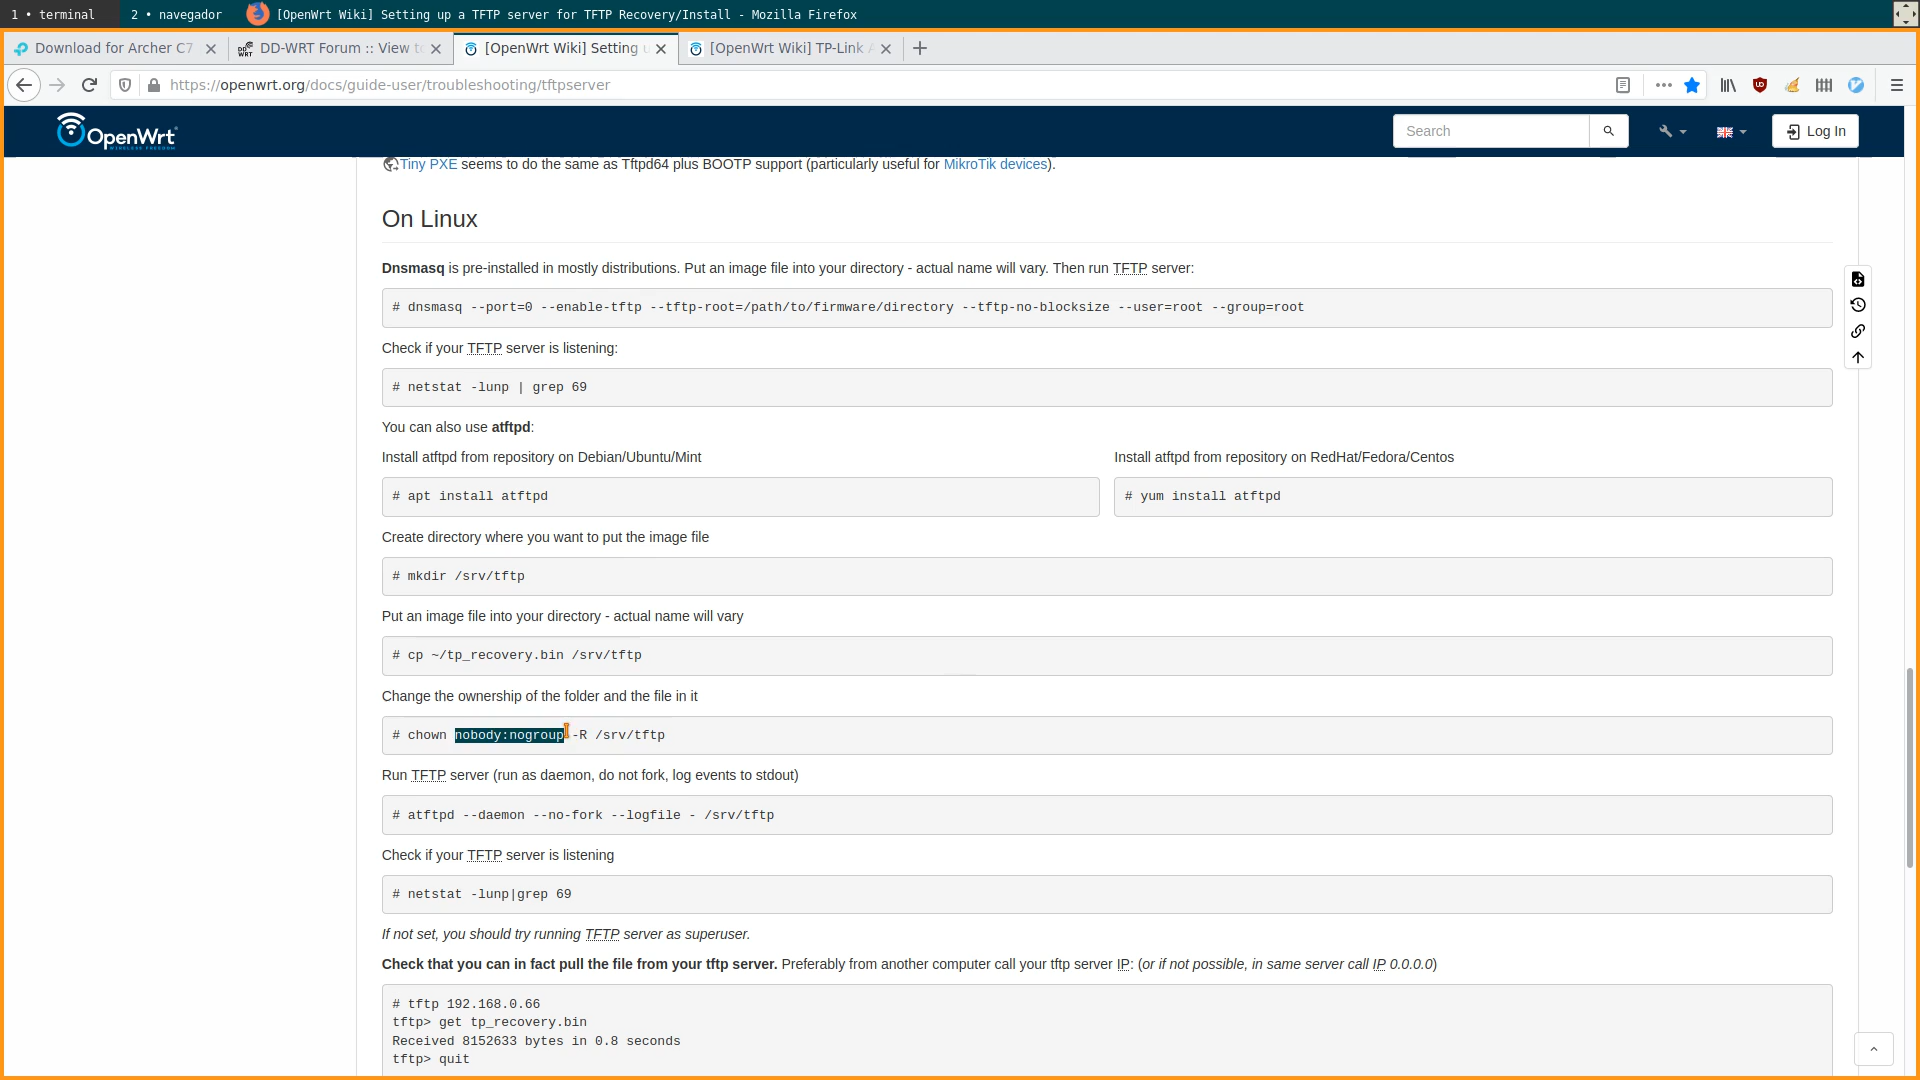 1 • terminal
2 • navegador
[OpenWrt Wiki] Setting up a TFTP server for TFTP Recovery/Install - Mozilla Firefox
Download for Archer C7
DD-WRT Forum :: View to
[OpenWrt Wiki] Setting u
[OpenWrt Wiki] TP-Link A
https://openwrt.org/docs/guide-user/troubleshooting/tftpserver
OpenWrt
WIRELESS FREEDOM
Search
Log In
Tiny PXE seems to do the same as Tftpd64 plus BOOTP support (particularly useful for MikroTik devices).
On Linux
Dnsmasq is pre-installed in mostly distributions. Put an image file into your directory - actual name will vary. Then run TFTP server:
# dnsmasq --port=0 --enable-tftp --tftp-root=/path/to/firmware/directory --tftp-no-blocksize --user=root --group=root
Check if your TFTP server is listening:
# netstat -lunp | grep 69
You can also use atftpd:
Install atftpd from repository on Debian/Ubuntu/Mint
# apt install atftpd
Install atftpd from repository on RedHat/Fedora/Centos
# yum install atftpd
Create directory where you want to put the image file
# mkdir /srv/tftp
Put an image file into your directory - actual name will vary
# cp ~/tp_recovery.bin /srv/tftp
Change the ownership of the folder and the file in it
# chown nobody:nogroup -R /srv/tftp
Run TFTP server (run as daemon, do not fork, log events to stdout)
# atftpd --daemon --no-fork --logfile - /srv/tftp
Check if your TFTP server is listening
# netstat -lunp|grep 69
If not set, you should try running TFTP server as superuser.
Check that you can in fact pull the file from your tftp server. Preferably from another computer call your tftp server IP: (or if not possible, in same server call IP 0.0.0.0)
# tftp 192.168.0.66
tftp> get tp_recovery.bin
Received 8152633 bytes in 0.8 seconds
tftp> quit